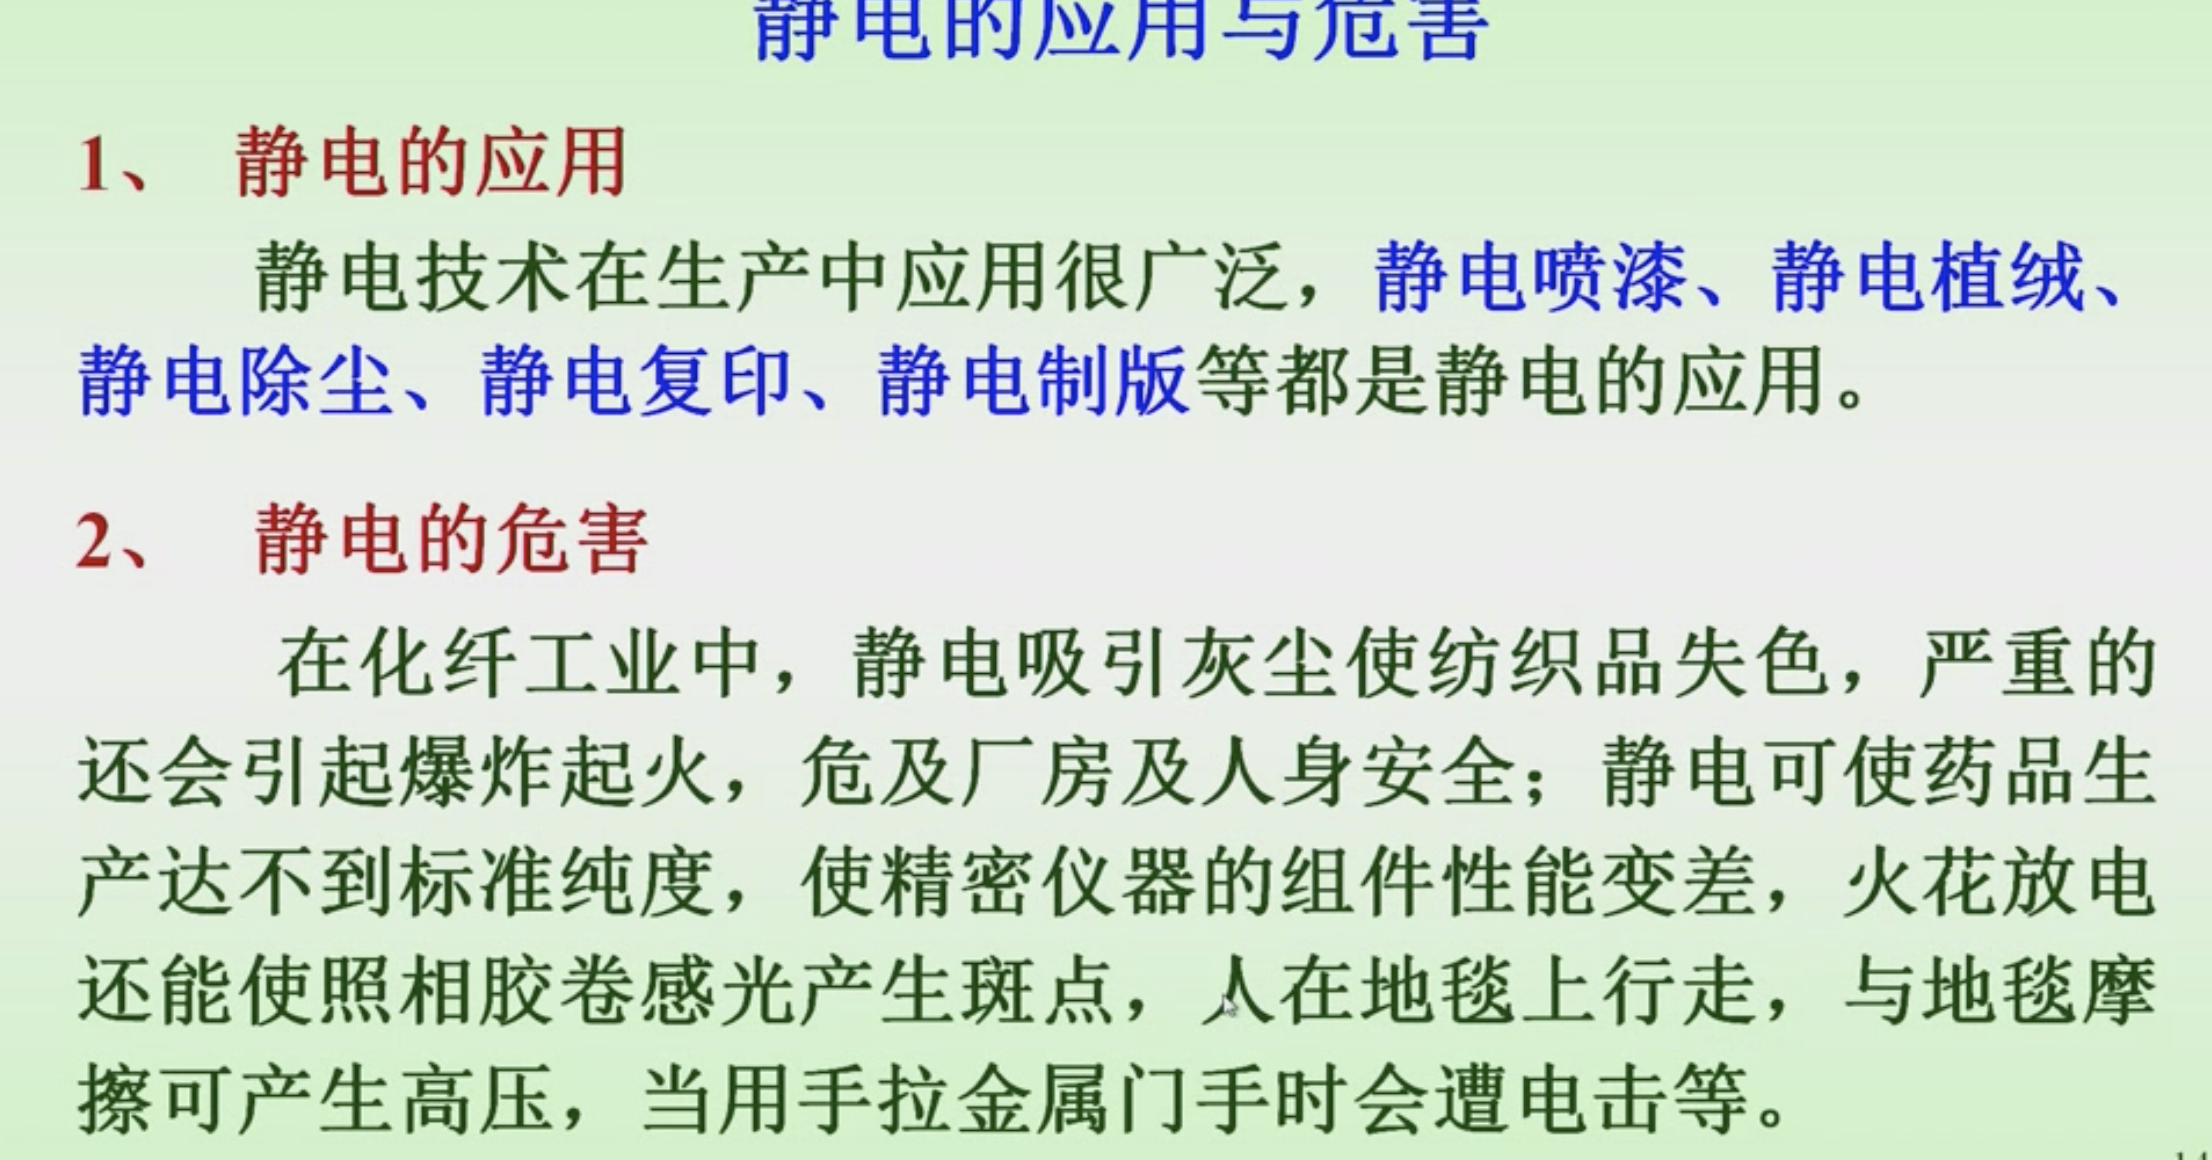 静电的应用与危害
1、 静电的应用
静电技术在生产中应用很广泛，静电喷漆、静电植绒、
静电除尘、静电复印、静电制版等都是静电的应用。
2、 静电的危害
在化纤工业中，静电吸引灰尘使纺织品失色，严重的
还会引起爆炸起火，危及厂房及人身安全；静电可使药品生
产达不到标准纯度，使精密仪器的组件性能变差，火花放电
还能使照相胶卷感光产生斑点，人在地毯上行走，与地毯摩
擦可产生高压，当用手拉金属门手时会遭电击等。